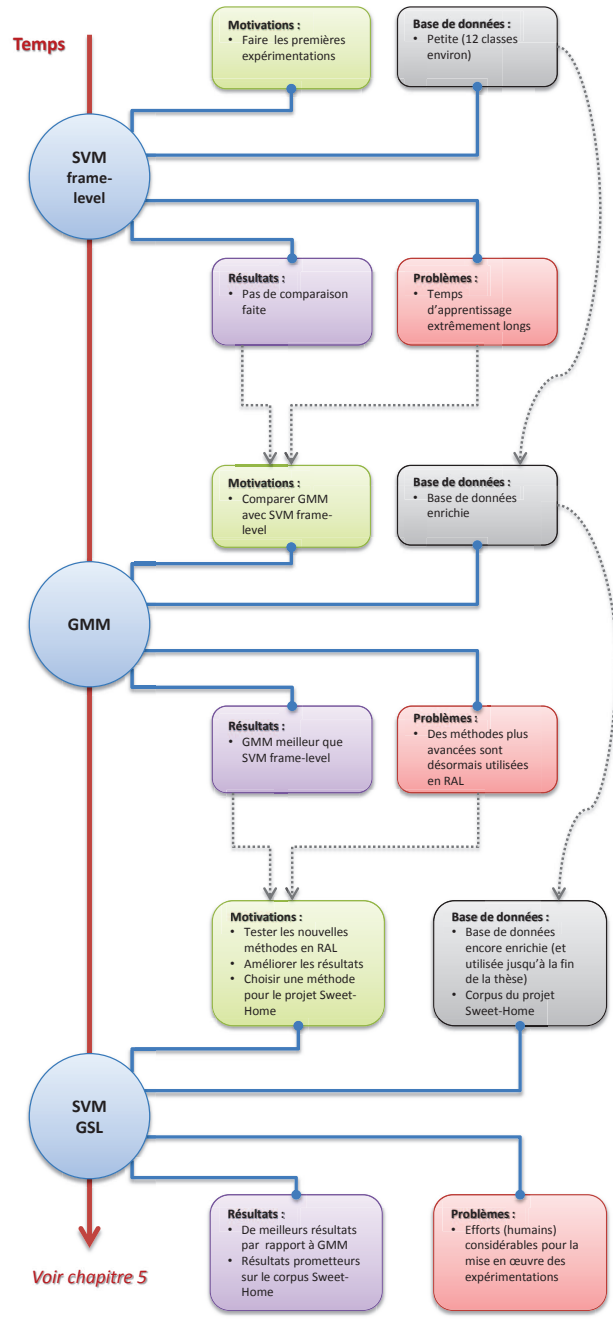 Temps
Motivations :
• Faire les premières
expérimentations
Base de données :
• Petite (12 classes
environ)
SVM
frame-
level
Résultats :
• Pas de comparaison
faite
Problèmes :
• Temps
d'apprentissage
extrêmement longs
Motivations :
• Comparer GMM
avec SVM frame-
level
Base de données :
• Base de données
enrichie
GMM
Résultats :
• GMM meilleur que
SVM frame-level
Problèmes :
• Des méthodes plus
avancées sont
désormais utilisées
en RAL
Motivations :
• Tester les nouvelles
méthodes en RAL
• Améliorer les résultats
• Choisir une méthode
pour le projet Sweet-
Home
Base de données :
• Base de données
encore enrichie (et
utilisée jusqu'à la fin
de la thèse)
• Corpus du projet
Sweet-Home
SVM
GSL
Résultats :
• De meilleurs résultats
par rapport à GMM
• Résultats prometteurs
sur le corpus Sweet-
Home
Problèmes :
• Efforts (humains)
considérables pour la
mise en œuvre des
expérimentations
Voir chapitre 5